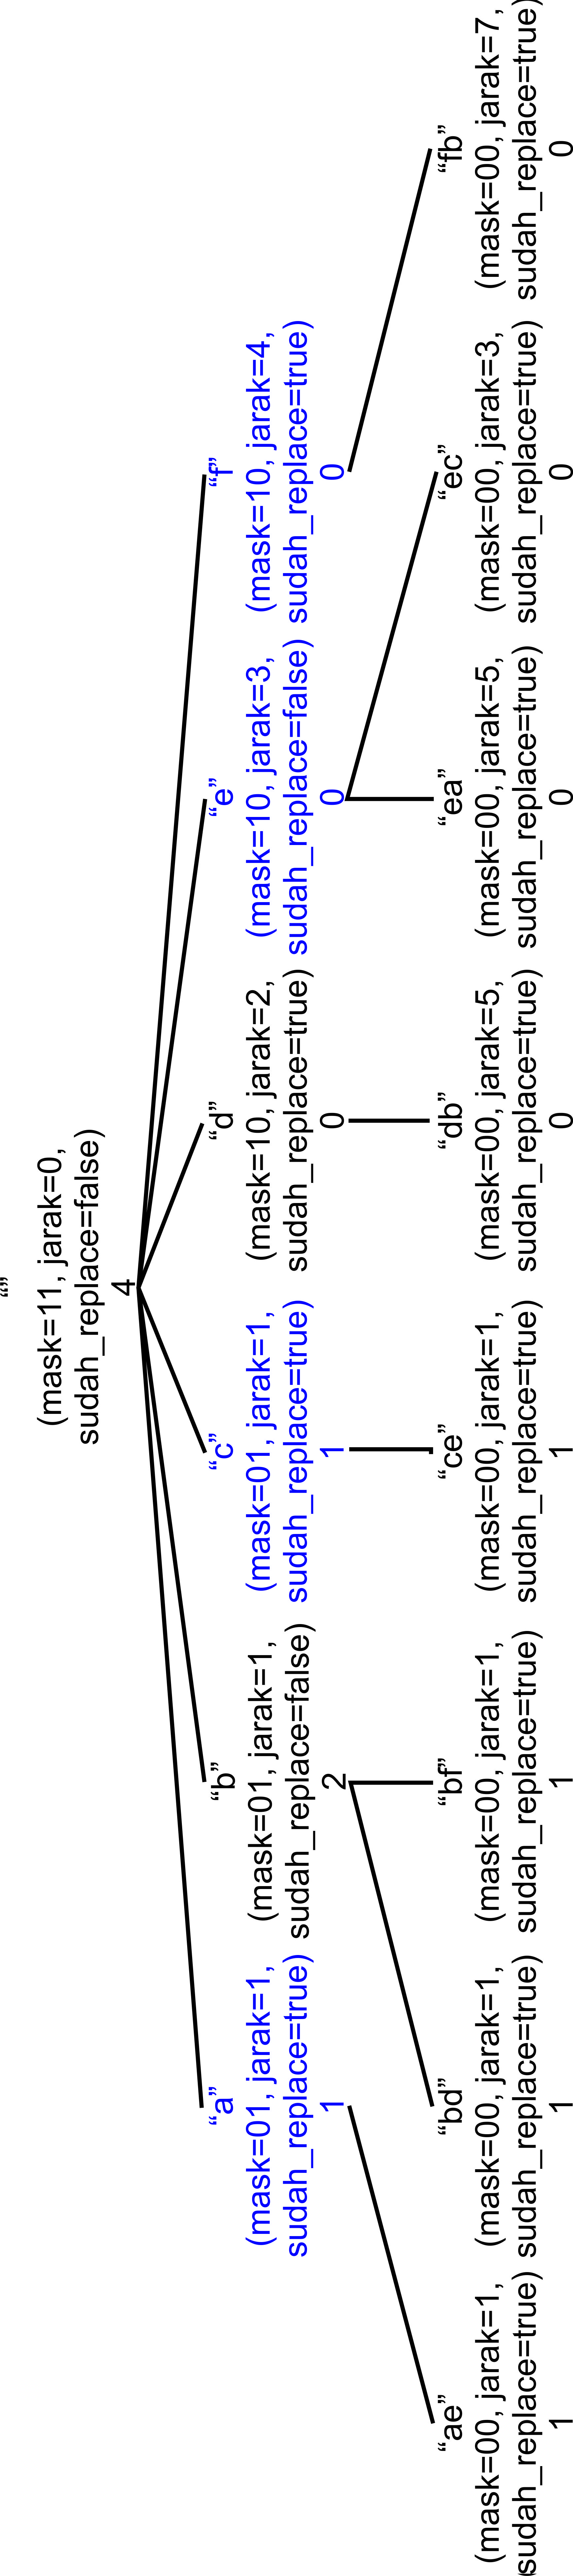 “”
(mask=11, jarak=0,
sudah_replace=false)
4
“a”
(mask=01, jarak=1,
sudah_replace=true)
1
“b”
(mask=01, jarak=1,
sudah_replace=false)
2
“c”
(mask=01, jarak=1,
sudah_replace=true)
1
“d”
(mask=10, jarak=2,
sudah_replace=true)
0
“e”
(mask=10, jarak=3,
sudah_replace=false)
0
“f”
(mask=10, jarak=4,
sudah_replace=true)
0
“ae”
(mask=00, jarak=1,
sudah_replace=true)
1
“bd”
(mask=00, jarak=1,
sudah_replace=true)
1
“bf”
(mask=00, jarak=1,
sudah_replace=true)
1
“ce”
(mask=00, jarak=1,
sudah_replace=true)
1
“db”
(mask=00, jarak=5,
sudah_replace=true)
0
“ea”
(mask=00, jarak=5,
sudah_replace=true)
0
“ec”
(mask=00, jarak=3,
sudah_replace=true)
0
“fb”
(mask=00, jarak=7,
sudah_replace=true)
0